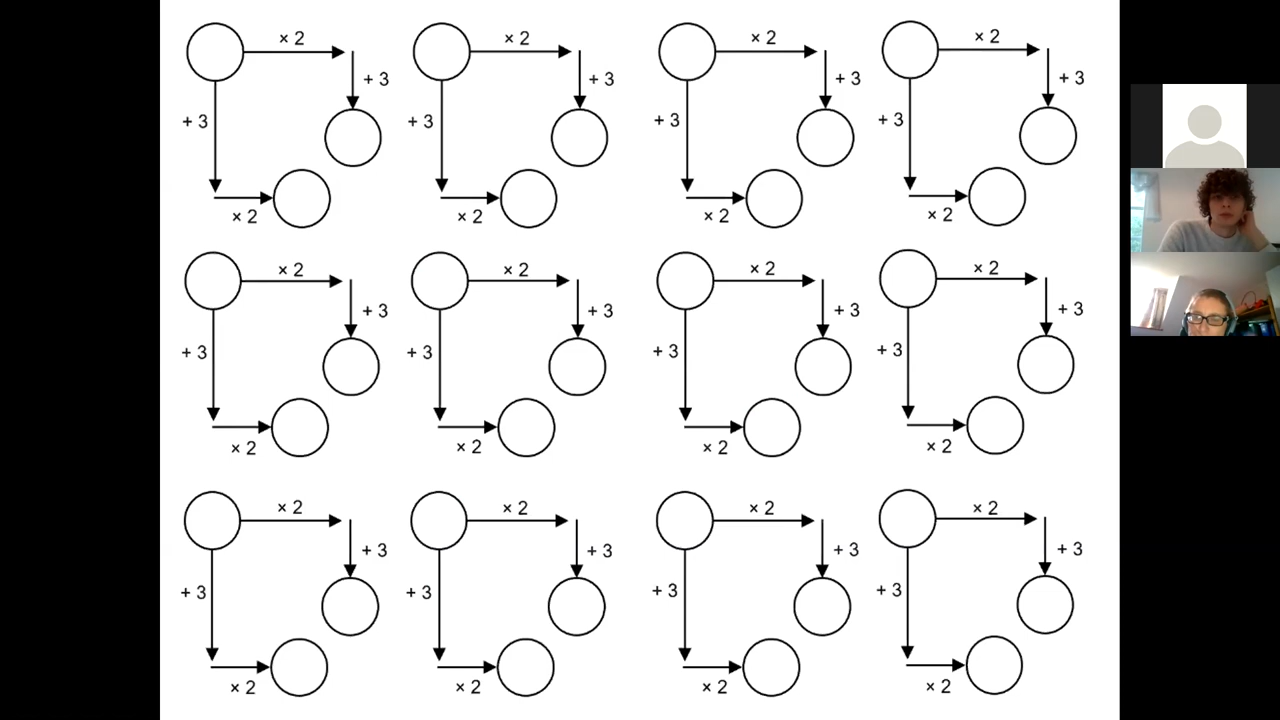 × 2 × 2 × 2 × 2
+ 3 + 3 + 3 + 3
+ 3 + 3 + 3 + 3
× 2 × 2 × 2 × 2
× 2 × 2 × 2 × 2
+ 3 + 3 + 3 + 3
+ 3 + 3 + 3 + 3
× 2 × 2 × 2 × 2
× 2 × 2 × 2 × 2
+ 3 + 3 + 3 + 3
+ 3 + 3 + 3 + 3
× 2 × 2 × 2 × 2